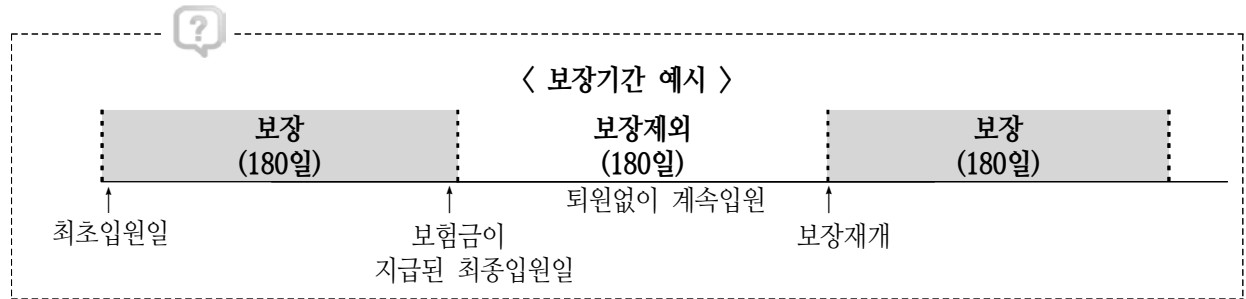 ?
< 보장기간 예시 >
보장 보장제외 보장
(180일) (180일) (180일)
퇴원없이 계속입원
최초입원일 보험금이 보장재개
지급된 최종입원일